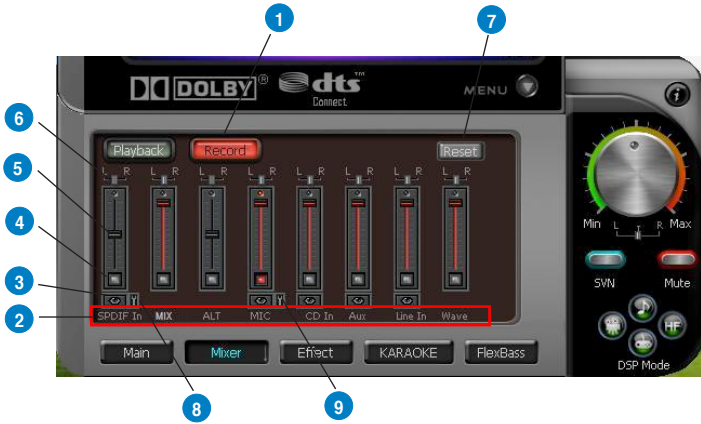 1
7
DOLBY®
dts™
Connect
MENU
i
6
Playback
Record
Reset
L R L R L R L R L R L R L R L R
5
Min L R Max
4
3
SVN Mute
2
SPDIF In MIX ALT MIC CD In Aux Line In Wave
HF
Main Mixer Effect KARAOKE FlexBass
DSP Mode
8
9